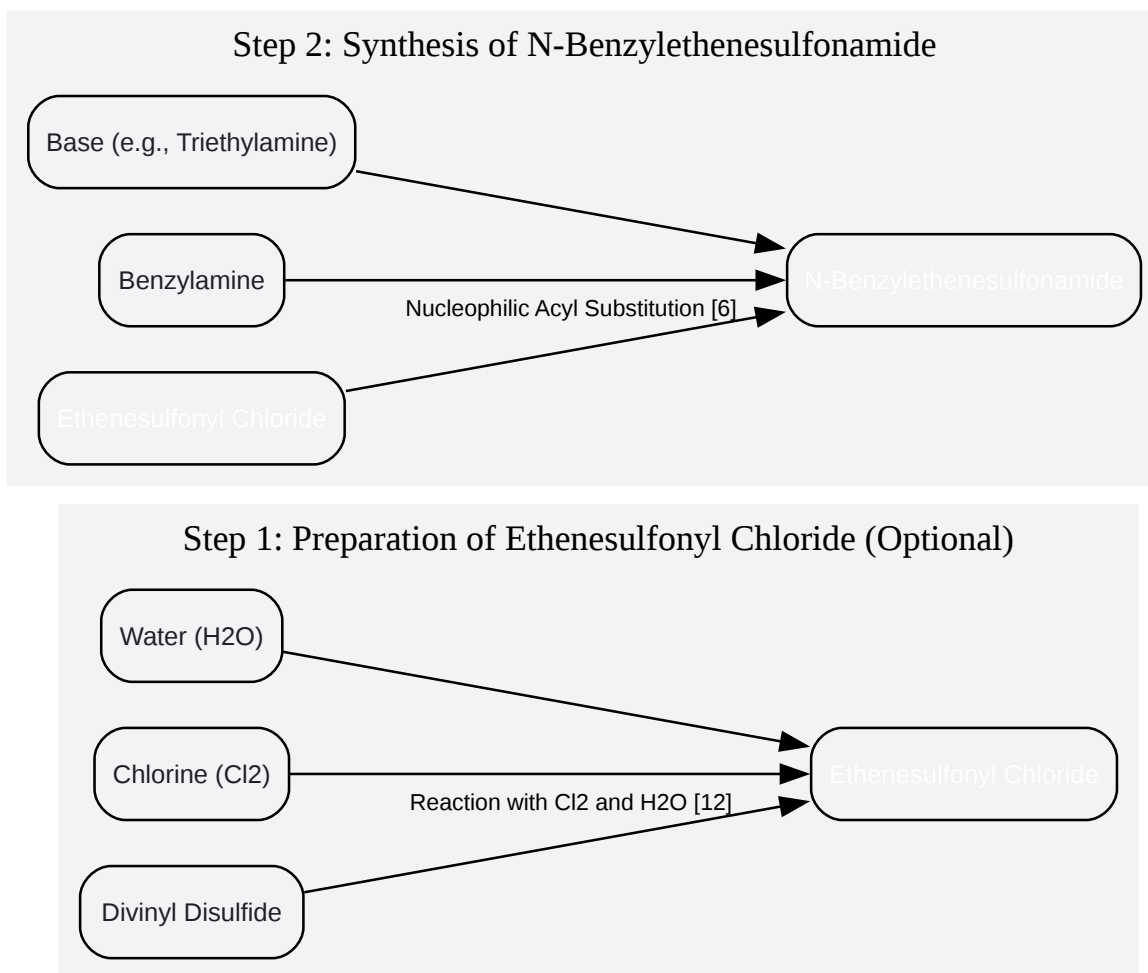 Step 2: Synthesis of N-Benzylethenesulfonamide
Base (e.g., Triethylamine)
Benzylamine
N-Benzylethenesulfonamide
Nucleophilic Acyl Substitution [6]
Ethenesulfonyl Chloride
Step 1: Preparation of Ethenesulfonyl Chloride (Optional)
Water (H2O)
Chlorine (Cl2)
Ethenesulfonyl Chloride
Reaction with Cl2 and H2O [12]
Divinyl Disulfide